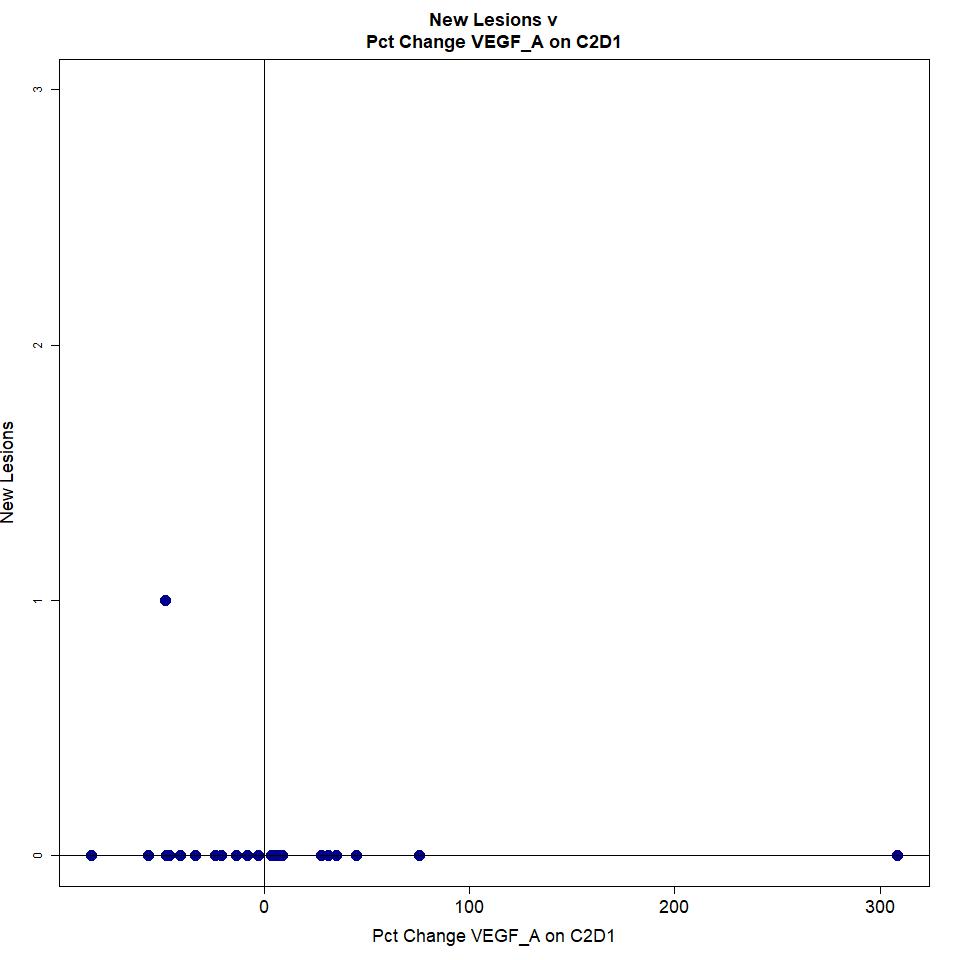 New Lesions v
Pct Change VEGF_A on C2D1
3
2
1
0
New Lesions
0 100 200 300
Pct Change VEGF_A on C2D1